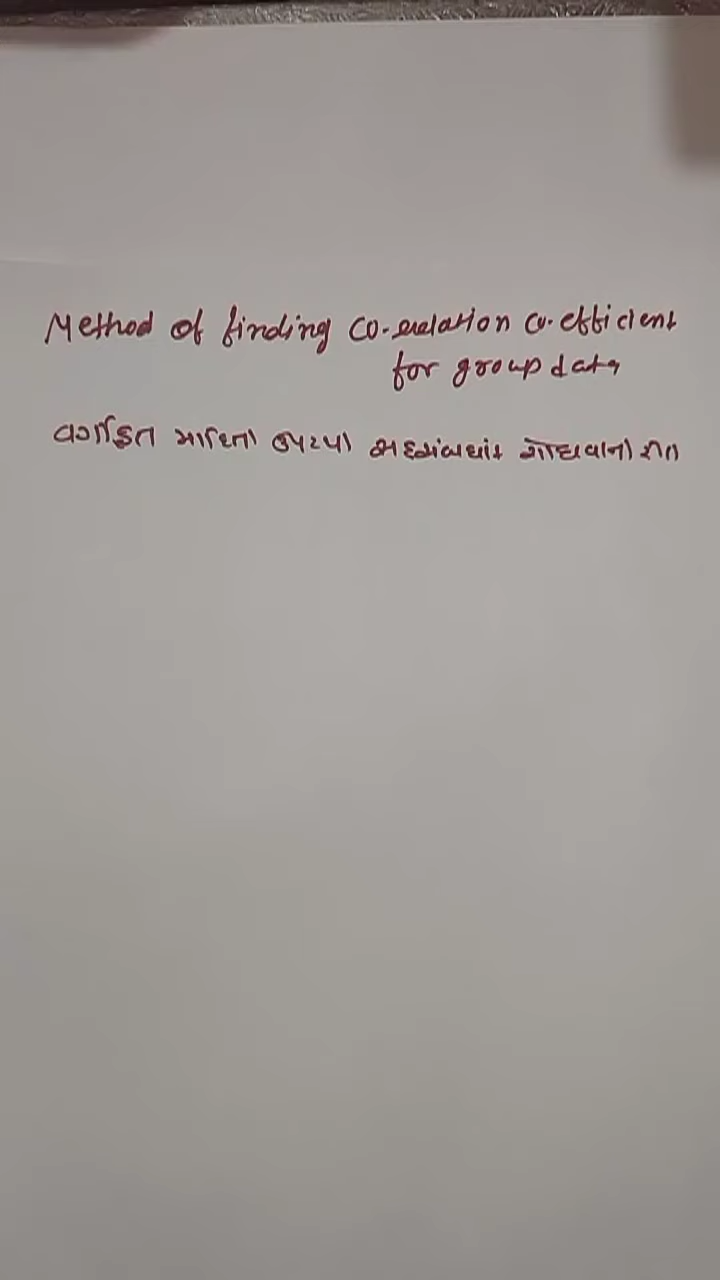 Method of finding co-relation co-efficient
for group data
વર્ગીકૃત માહિતી ઉપરથી સહસંબંધાંક શોધવાની રીત